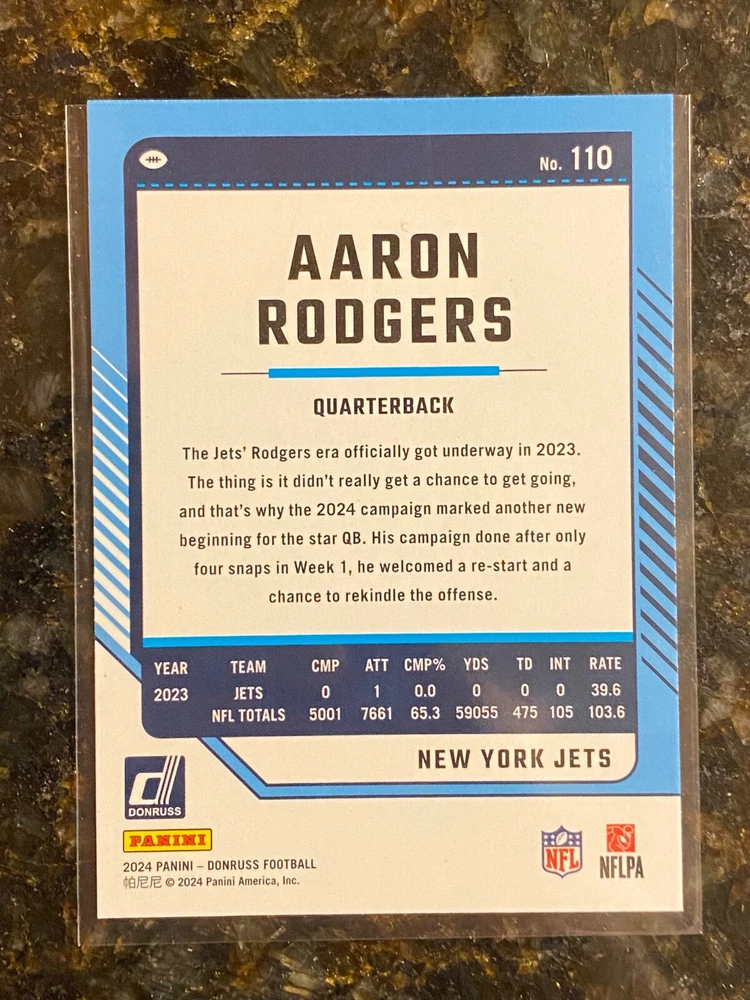 No. 110
AARON
RODGERS
QUARTERBACK
The Jets' Rodgers era officially got underway in 2023.
The thing is it didn't really get a chance to get going,
and that's why the 2024 campaign marked another new
beginning for the star QB. His campaign done after only
four snaps in Week 1, he welcomed a re-start and a
chance to rekindle the offense.
YEAR TEAM CMP ATT CMP% YDS TD INT RATE
2023 JETS 0 1 0.0 0 0 0 39.6
NFL TOTALS 5001 7661 65.3 59055 475 105 103.6
NEW YORK JETS
d
DONRUSS
PANINI
NFL
NFLPA
2024 PANINI – DONRUSS FOOTBALL
帕尼尼 © 2024 Panini America, Inc.